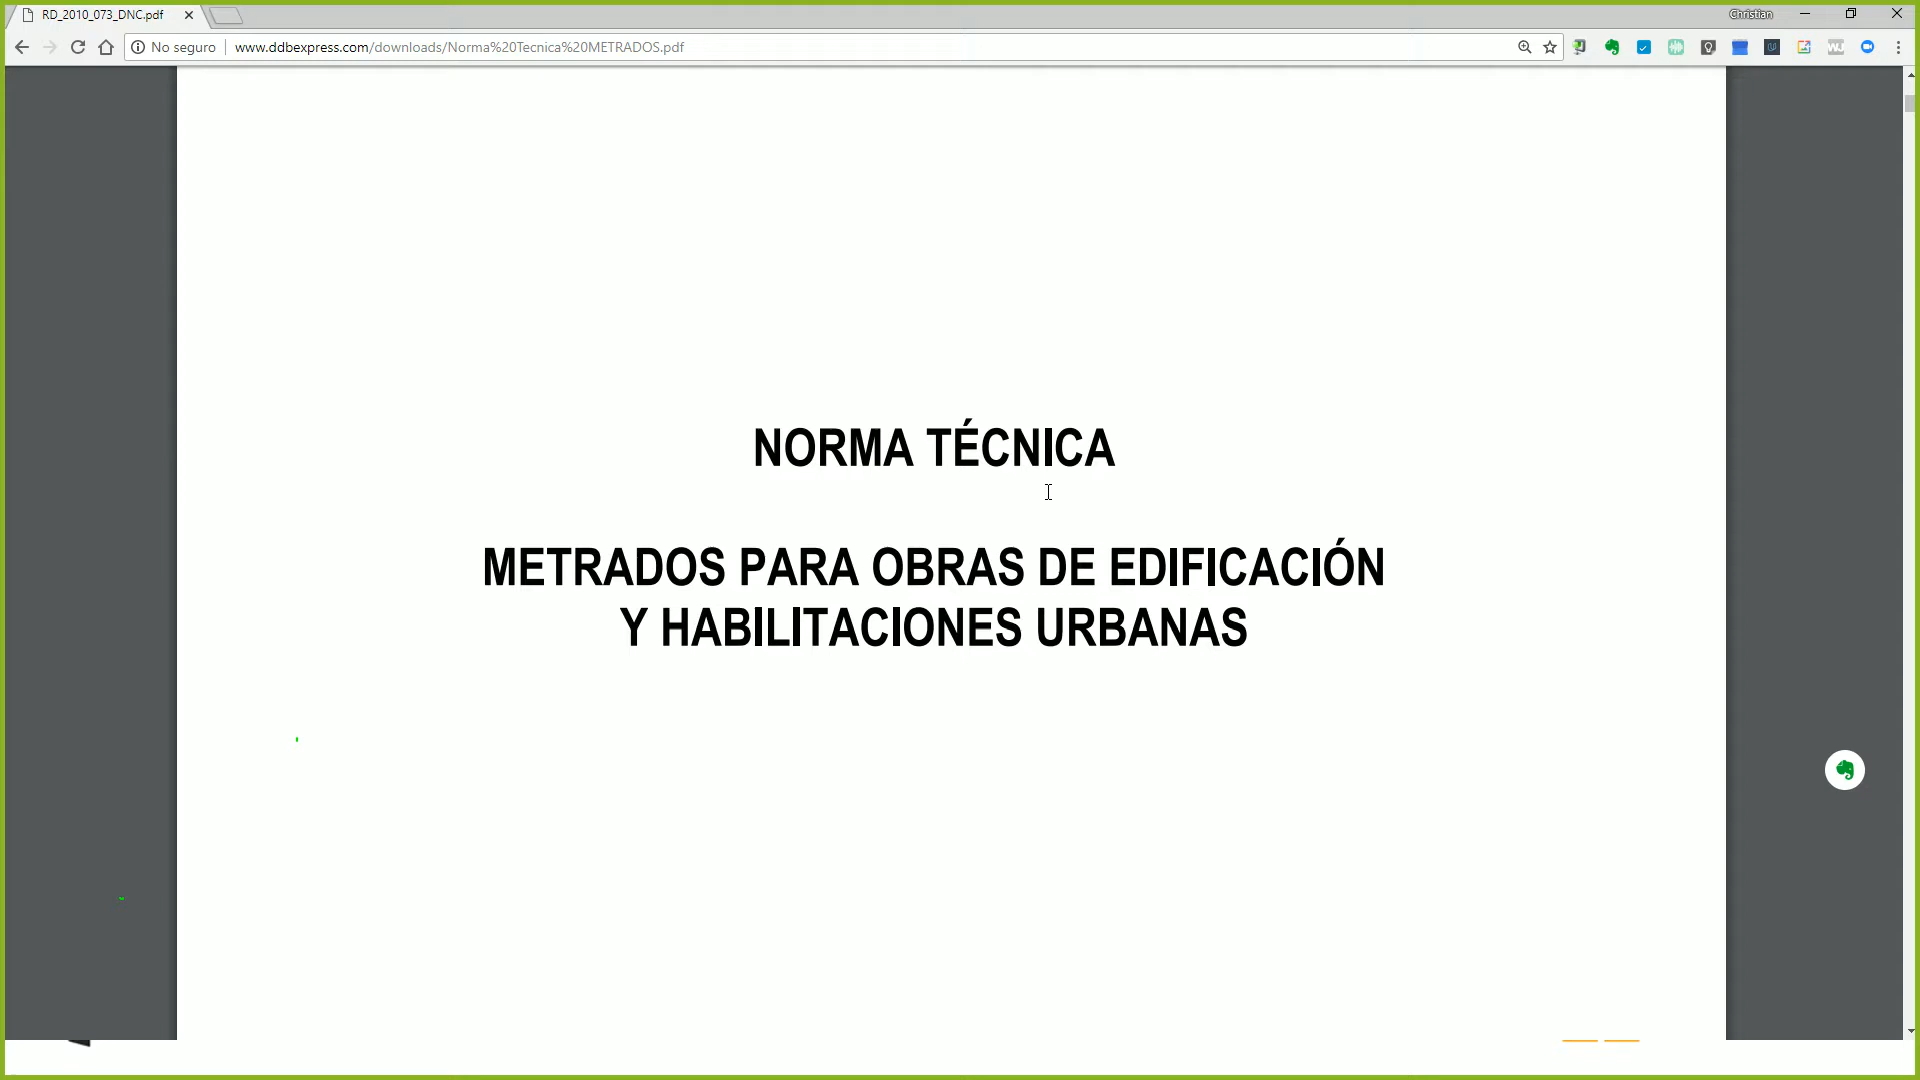 RD_2010_073_DNC.pdf
Christian
No seguro
www.ddbexpress.com/downloads/Norma%20Tecnica%20METRADOS.pdf
NORMA TÉCNICA
METRADOS PARA OBRAS DE EDIFICACIÓN
Y HABILITACIONES URBANAS